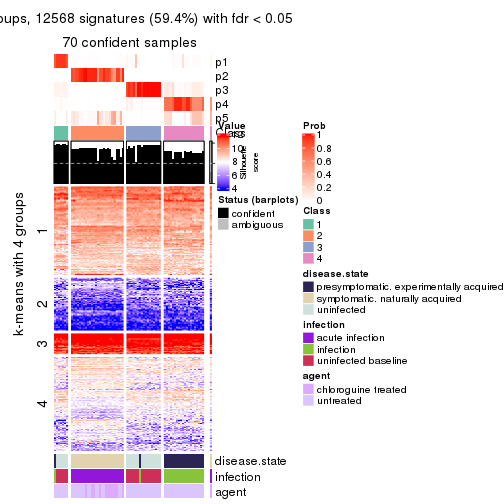 oups, 12568 signatures (59.4%) with fdr < 0.05
70 confident samples
p1
p2
p3
p4
p5
Class
Value
10
8
6
4
Silhouette
score
Prob
1
0.8
0.6
0.4
0.2
0
Status (barplots)
confident
ambiguous
Class
1
2
3
4
disease.state
presymptomatic, experimentally acquired
symptomatic, naturally acquired
uninfected
infection
acute infection
infection
uninfected baseline
agent
chloroguine treated
untreated
k-means with 4 groups
1
2
3
4
disease.state
infection
agent